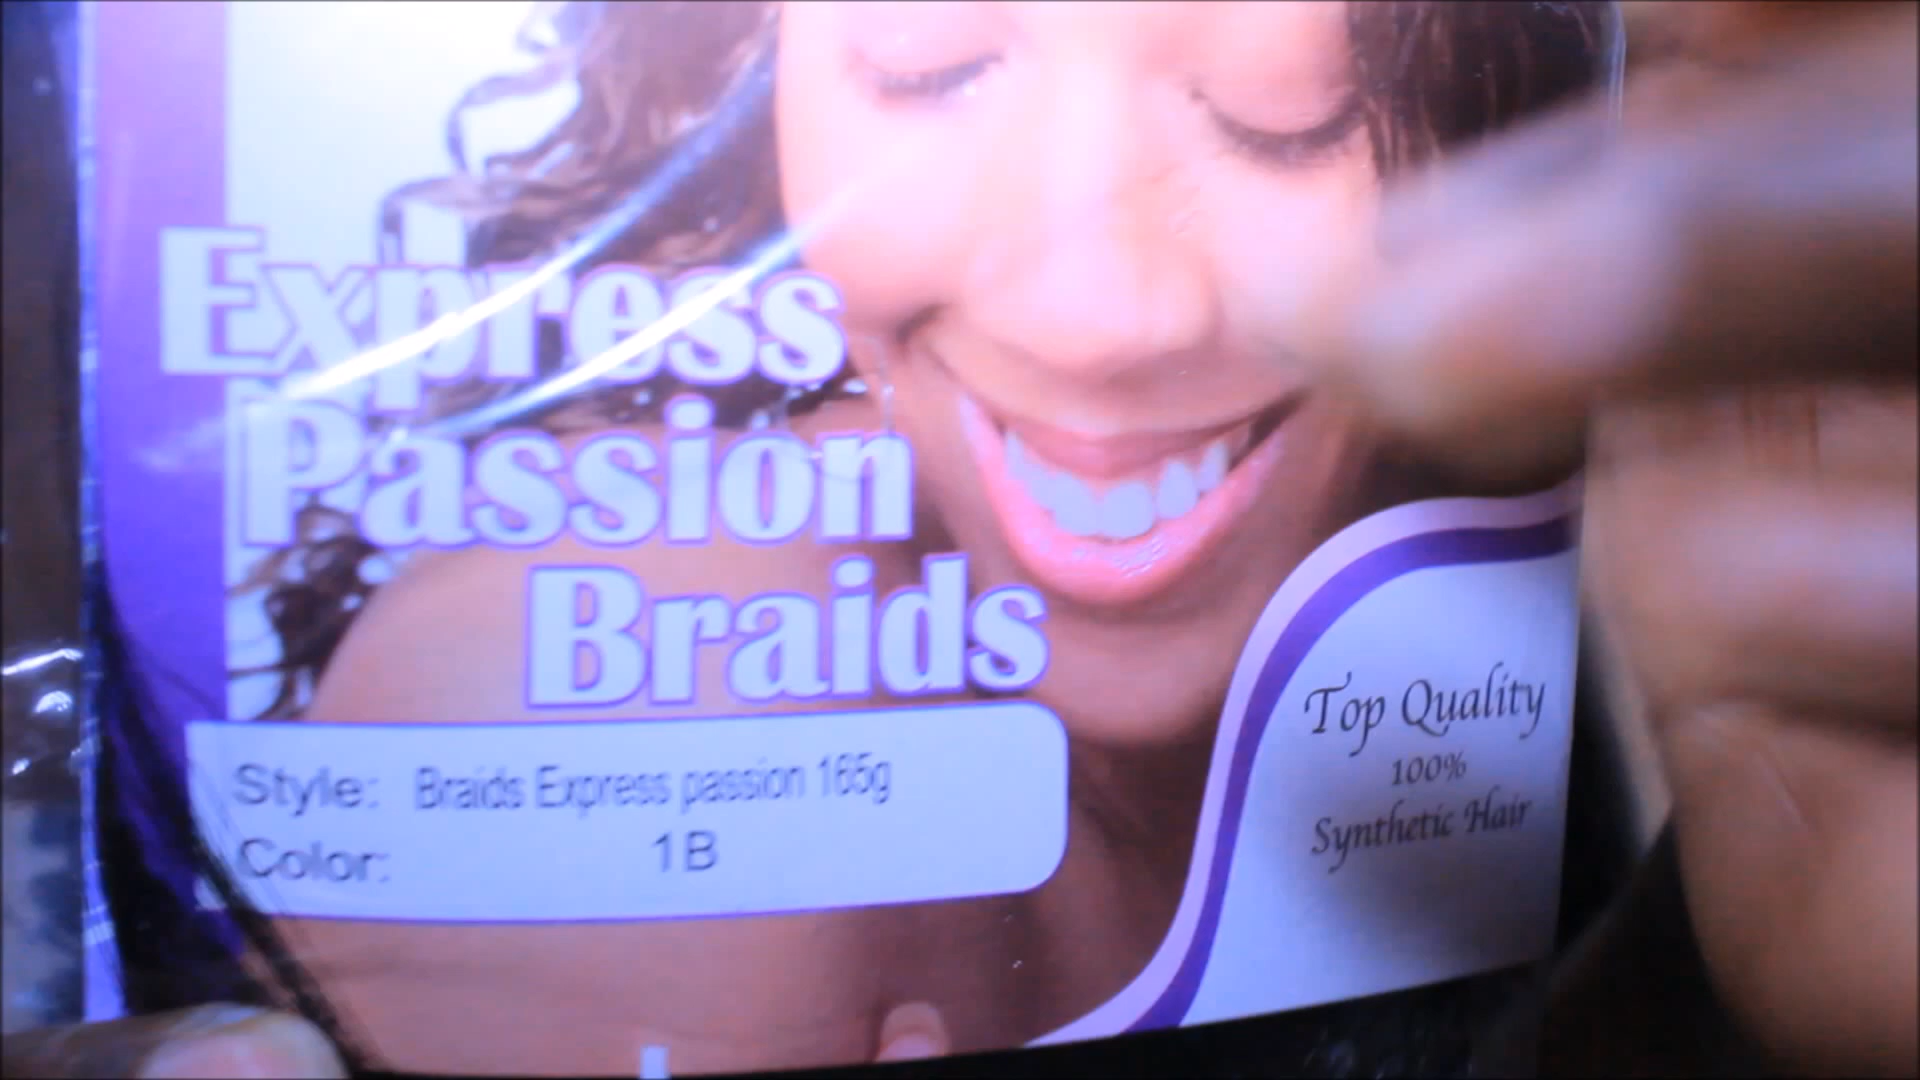 Express
Passion
Braids
Style: Braids Express passion 165g
Color: 1B
Top Quality
100%
Synthetic Hair